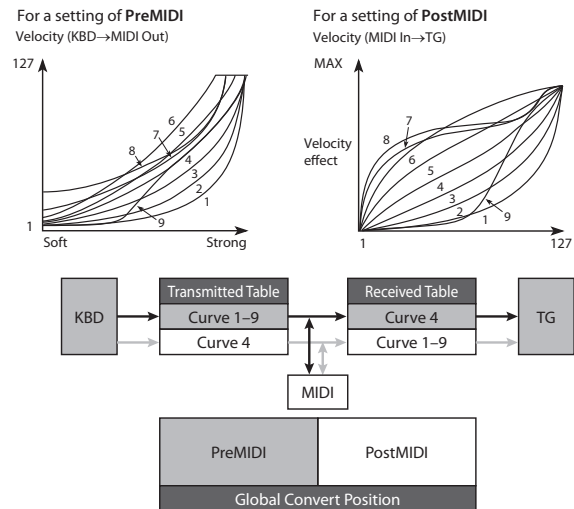 For a setting of PreMIDI
Velocity (KBD→MIDI Out)
127
6
5
7
8
4
3
2
1
9
1
Soft
Strong
For a setting of PostMIDI
Velocity (MIDI In→TG)
MAX
Velocity
effect
7
8
6
5
4
3
2
1
9
1
127
KBD
Transmitted Table
Curve 1–9
Curve 4
Received Table
Curve 4
Curve 1–9
TG
MIDI
PreMIDI
PostMIDI
Global Convert Position